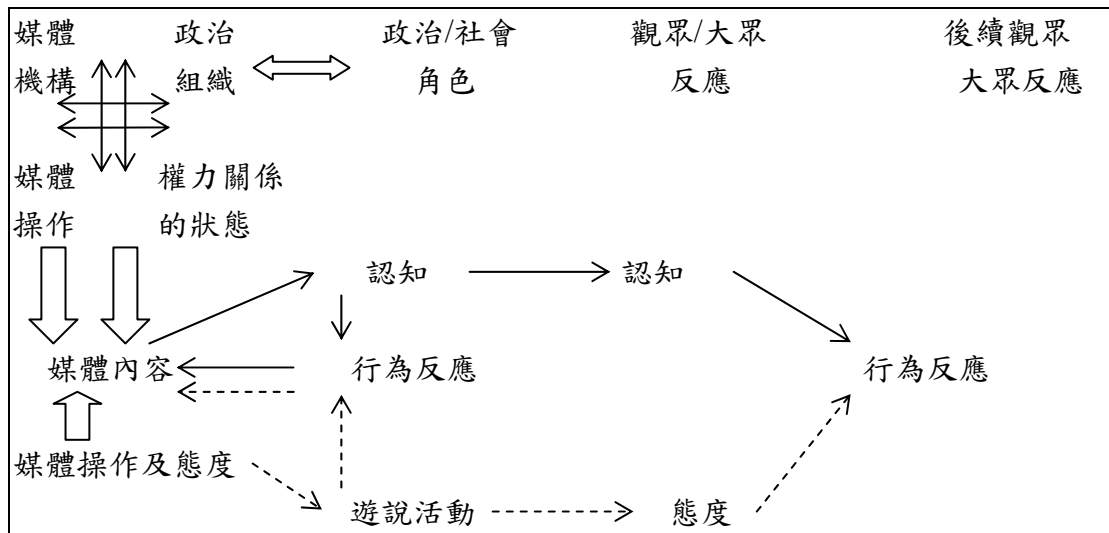 媒體 政治 政治/社會 觀眾/大眾 後續觀眾
機構 組織 角色 反應 大眾反應
媒體 權力關係
操作 的狀態
認知 認知
媒體內容 行為反應 行為反應
媒體操作及態度
遊說活動 態度